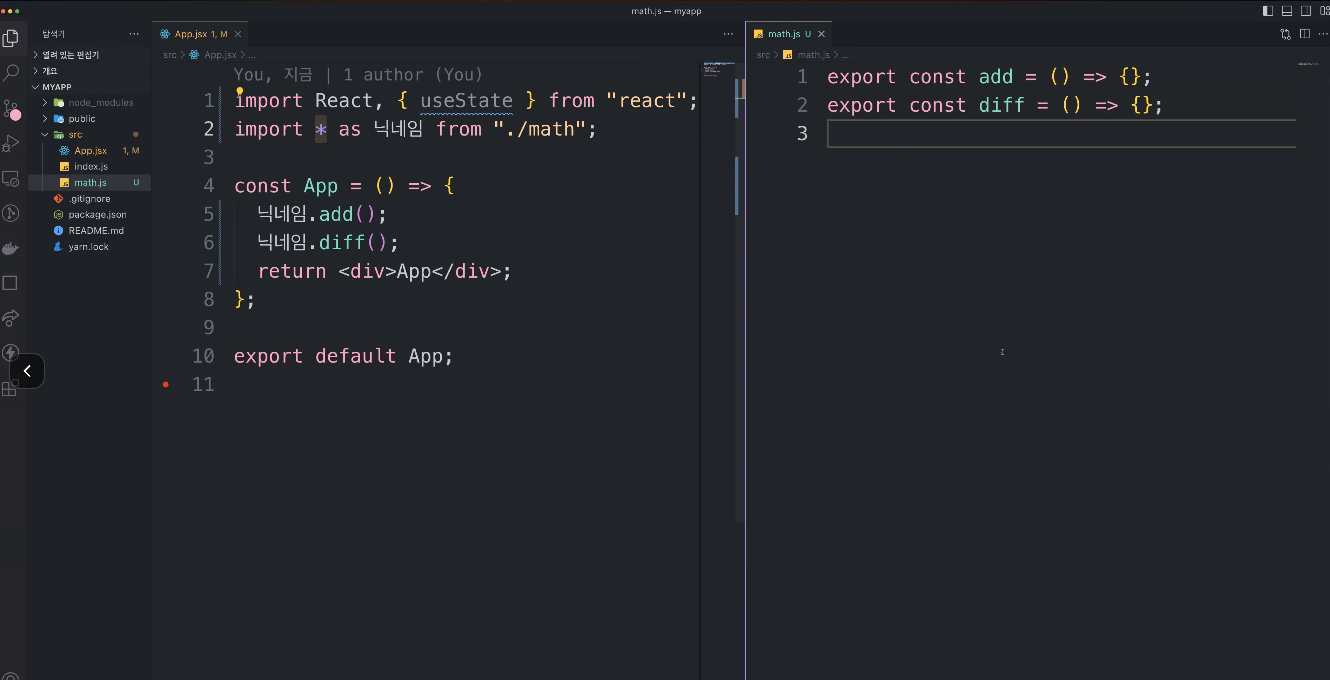 math.js — myapp
탐색기 ···
열려 있는 편집기
개요
MYAPP
node_modules
public
src
App.jsx 1, M
index.js
math.js U
.gitignore
package.json
README.md
yarn.lock
App.jsx 1, M
src > App.jsx > ...
You, 지금 | 1 author (You)
1 import React, { useState } from "react";
2 import * as 닉네임 from "./math";
3
4 const App = () => {
5 닉네임.add();
6 닉네임.diff();
7 return <div>App</div>;
8 };
9
10 export default App;
11
math.js U
src > math.js > ...
1 export const add = () => {};
2 export const diff = () => {};
3